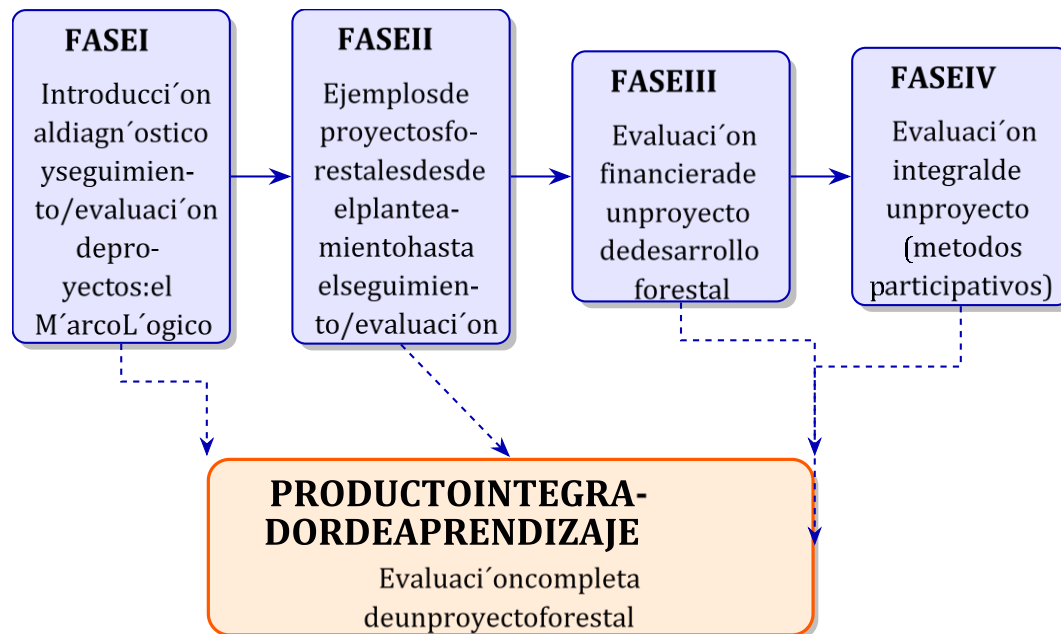 FASEI
Introducci´on
aldiagn´ostico
yseguimien-
to/evaluaci´on
depro-
yectos:el
M´arcoL´ogico
FASEII
Ejemplosde
proyectosfo-
restalesdesde
elplantea-
mientohasta
elseguimien-
to/evaluaci´on
FASEIII
Evaluaci´on
financierade
unproyecto
dedesarrollo
forestal
FASEIV
Evaluaci´on
integralde
unproyecto
(metodos
participativos)
PRODUCTOINTEGRA-
DORDEAPRENDIZAJE
Evaluaci´oncompleta
deunproyectoforestal